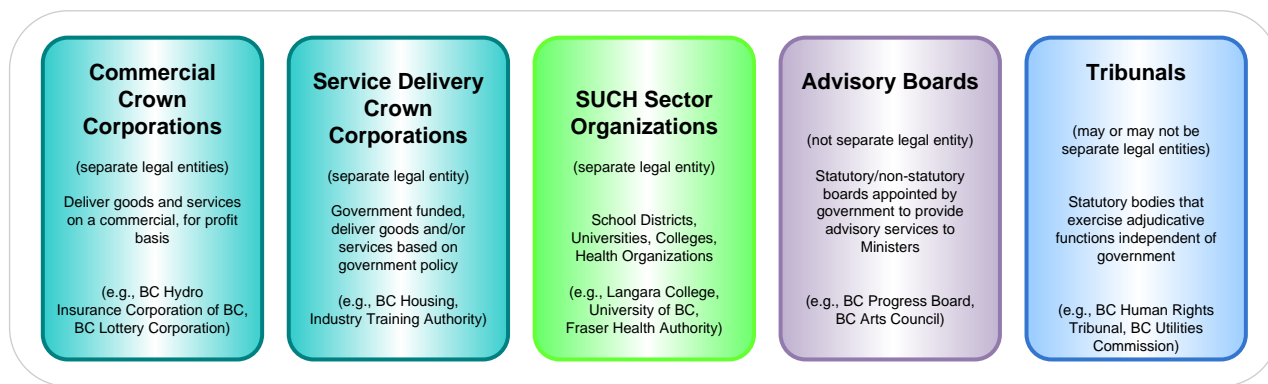 Commercial
Crown
Corporations
(separate legal entities)
Deliver goods and services
on a commercial, for profit
basis
(e.g., BC Hydro
Insurance Corporation of BC,
BC Lottery Corporation)
Service Delivery
Crown
Corporations
(separate legal entity)
Government funded,
deliver goods and/or
services based on
government policy
(e.g., BC Housing,
Industry Training Authority)
SUCH Sector
Organizations
(separate legal entity)
School Districts,
Universities, Colleges,
Health Organizations
(e.g., Langara College,
University of BC,
Fraser Health Authority)
Advisory Boards
(not separate legal entity)
Statutory/non-statutory
boards appointed by
government to provide
advisory services to
Ministers
(e.g., BC Progress Board,
BC Arts Council)
Tribunals
(may or may not be
separate legal entities)
Statutory bodies that
exercise adjudicative
functions independent of
government
(e.g., BC Human Rights
Tribunal, BC Utilities
Commission)